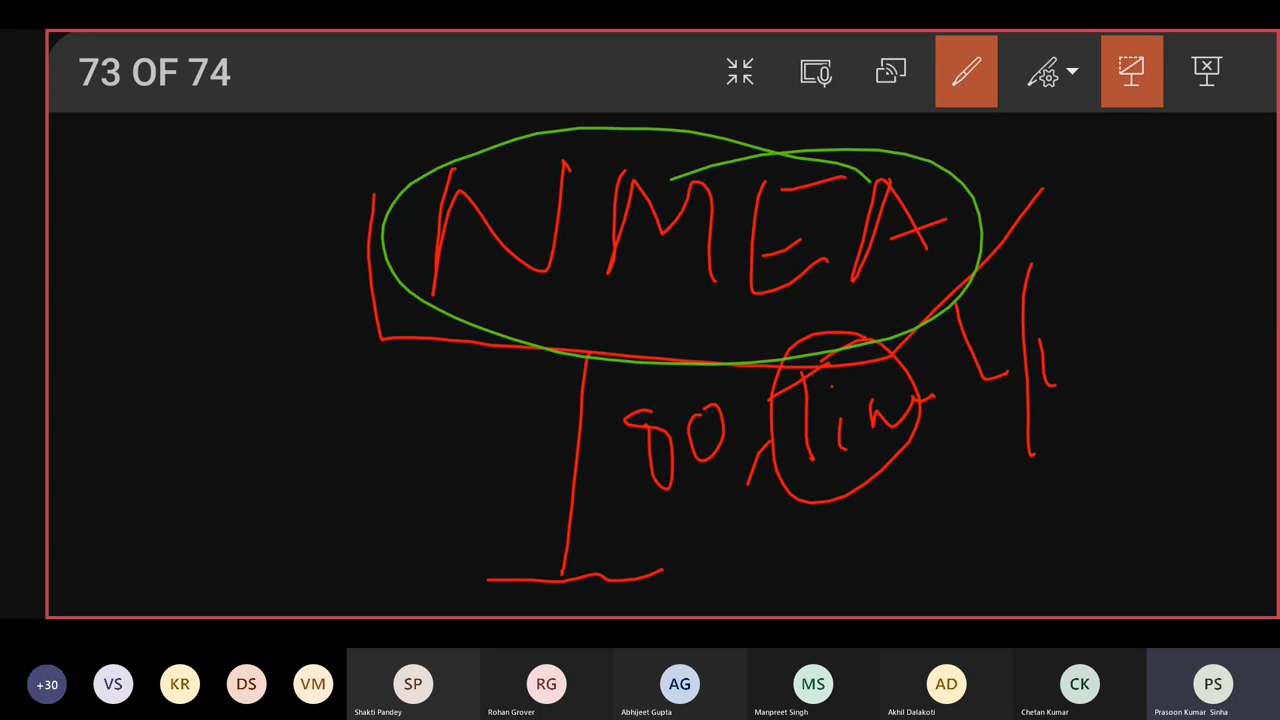 73 OF 74
NMEA
90,
+30 VS KR DS VM SP RG AG MS AD CK PS
Shakti Pandey Rohan Grover Abhijeet Gupta Manpreet Singh Akhil Dalakoti Chetan Kumar Prasoon Kumar Sinha